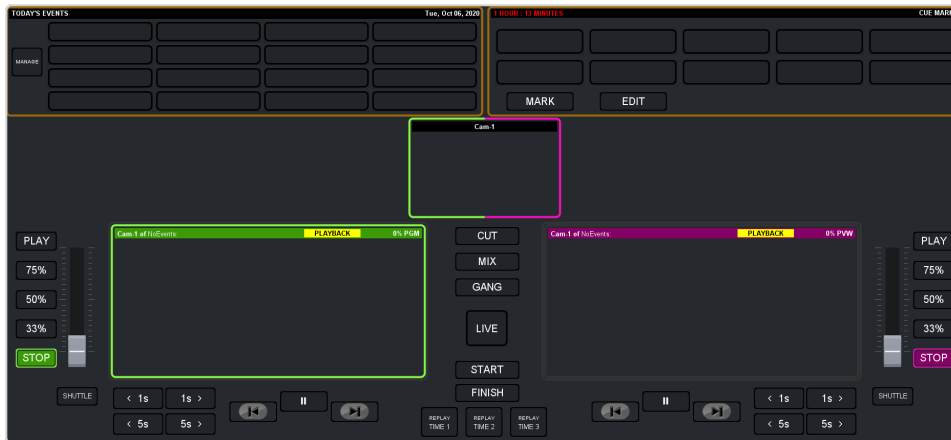 TODAY'S EVENTS
Tue, Oct 06, 2020
1 HOUR : 13 MINUTES
CUE MARK
MANAGE
MARK
EDIT
Cam-1
Cam-1 of NoEvents:
PLAYBACK
0% PGM
CUT
MIX
GANG
LIVE
START
FINISH
Cam-1 of NoEvents:
PLAYBACK
0% PVW
PLAY
75%
50%
33%
STOP
PLAY
75%
50%
33%
STOP
SHUTTLE
< 1s
1s >
< 5s
5s >
REPLAY
TIME 1
REPLAY
TIME 2
REPLAY
TIME 3
< 1s
1s >
< 5s
5s >
SHUTTLE